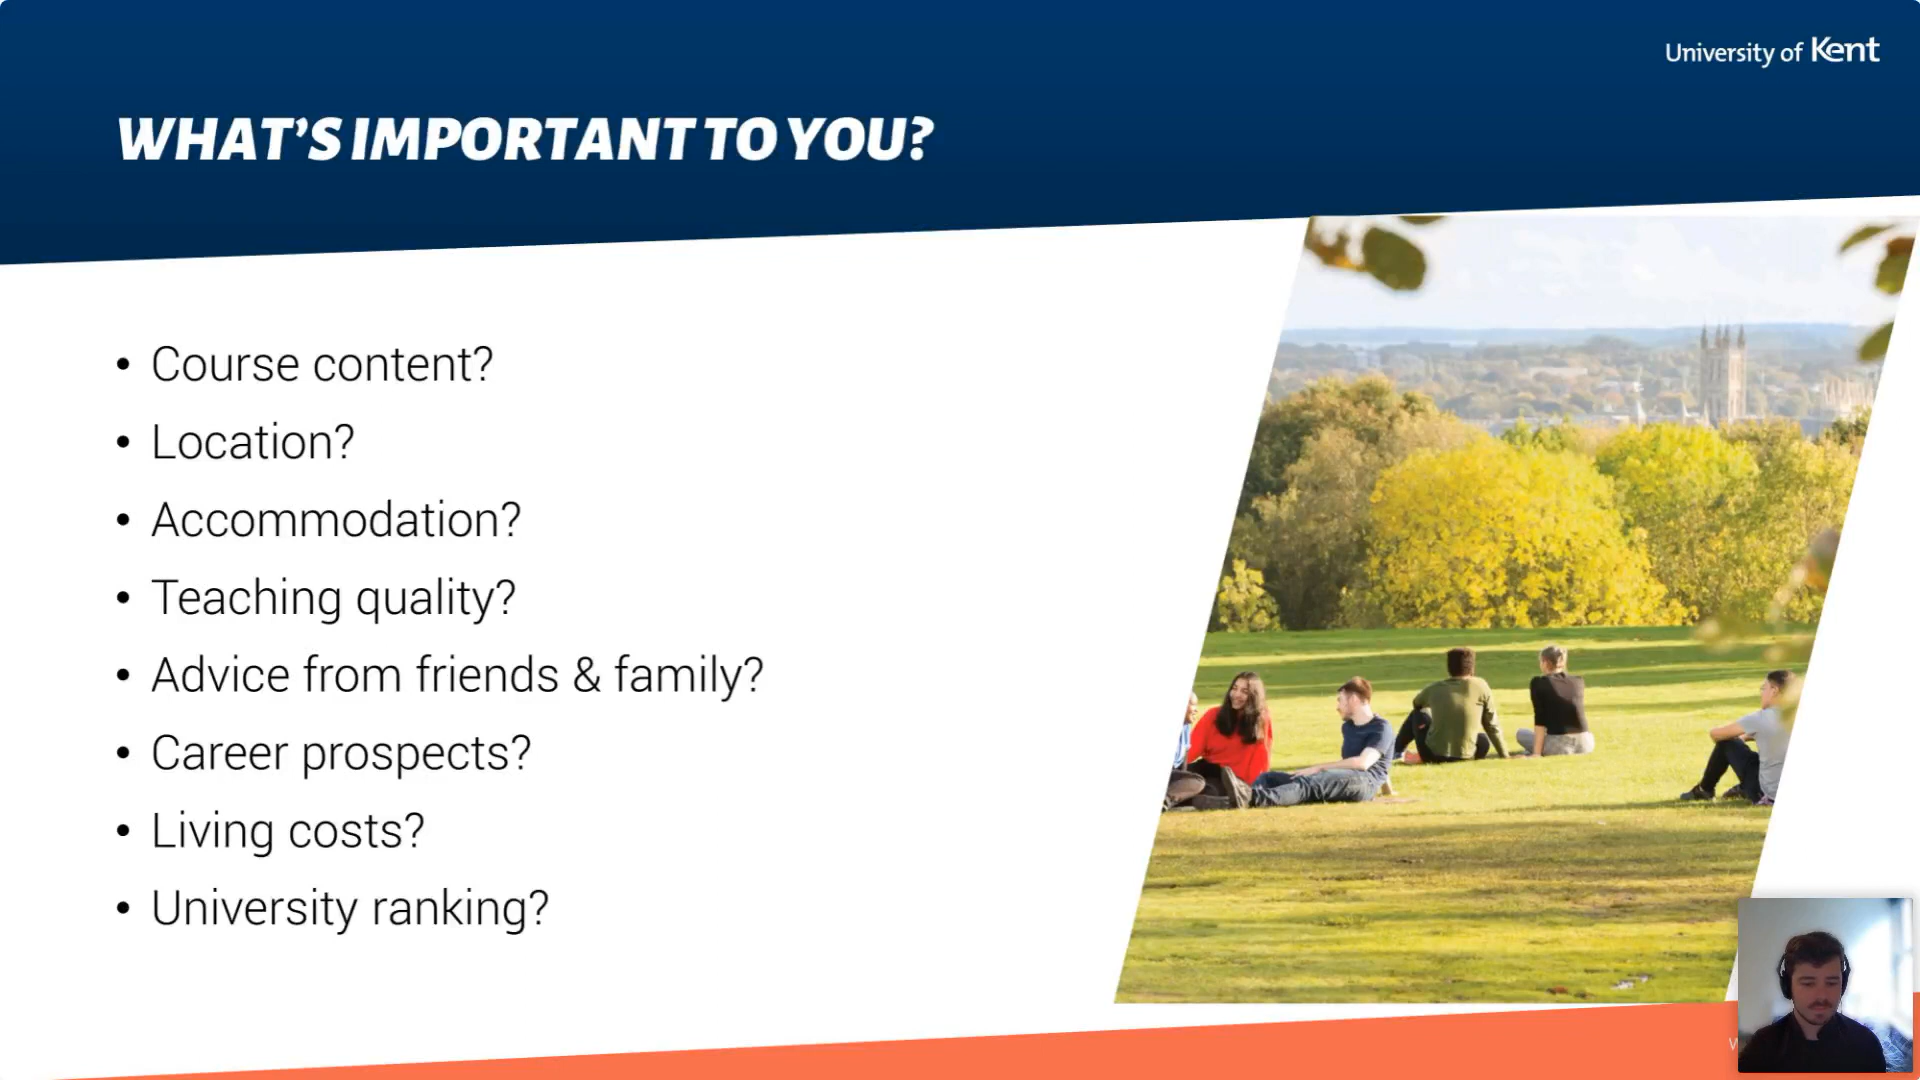 University of Kent
WHAT'S IMPORTANT TO YOU?
• Course content?
• Location?
• Accommodation?
• Teaching quality?
• Advice from friends & family?
• Career prospects?
• Living costs?
• University ranking?